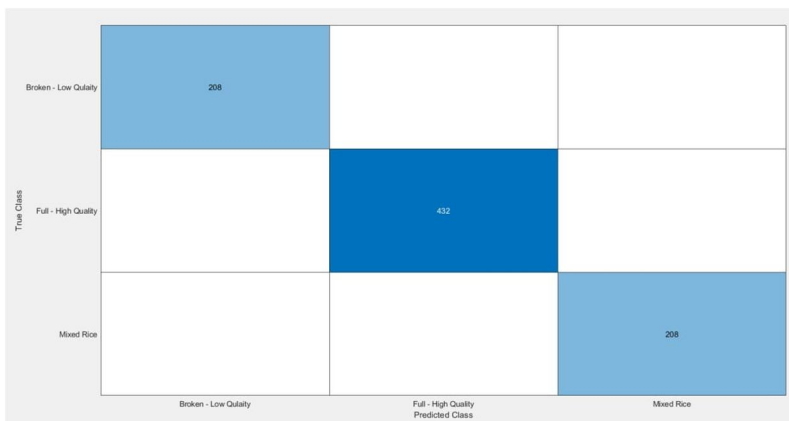 Broken - Low Qulaity
208
Full - High Quality
432
Mixed Rice
208
True Class
Broken - Low Qulaity
Full - High Quality
Mixed Rice
Predicted Class